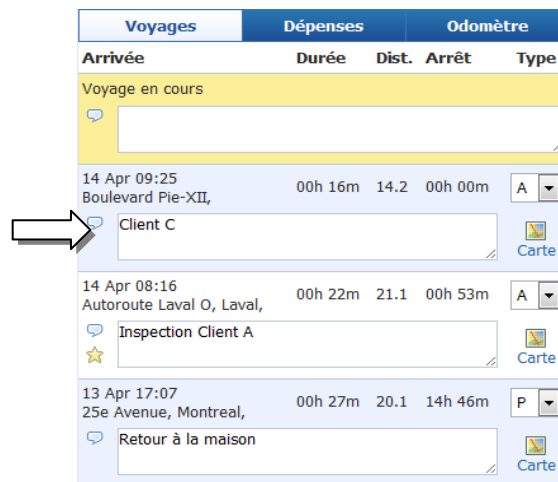 Voyages Dépenses Odomètre
Arrivée Durée Dist. Arrêt Type
Voyage en cours
14 Apr 09:25
Boulevard Pie-XII, 00h 16m 14.2 00h 00m A
Client C
Carte
14 Apr 08:16
Autoroute Laval O, Laval, 00h 22m 21.1 00h 53m A
Inspection Client A
Carte
13 Apr 17:07
25e Avenue, Montreal, 00h 27m 20.1 14h 46m P
Retour à la maison
Carte